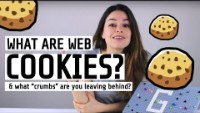 WHAT ARE WEB
COOKIES?
& what "crumbs" are you leaving behind?
G